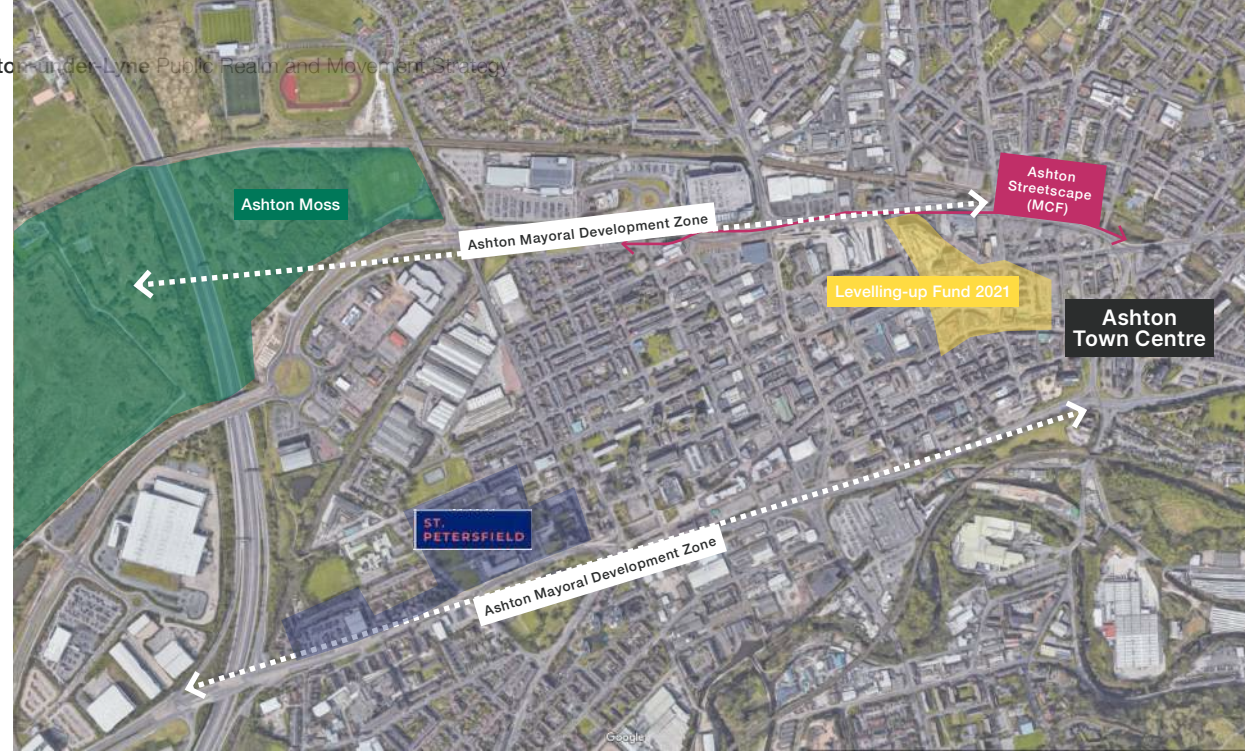 ton-under-Lyne Public Realm and Movement Strategy
Ashton Moss
Ashton Mayoral Development Zone
Ashton
Streetscape
(MCF)
Levelling-up Fund 2021
Ashton
Town Centre
ST.
PETERSFIELD
Ashton Mayoral Development Zone
Google